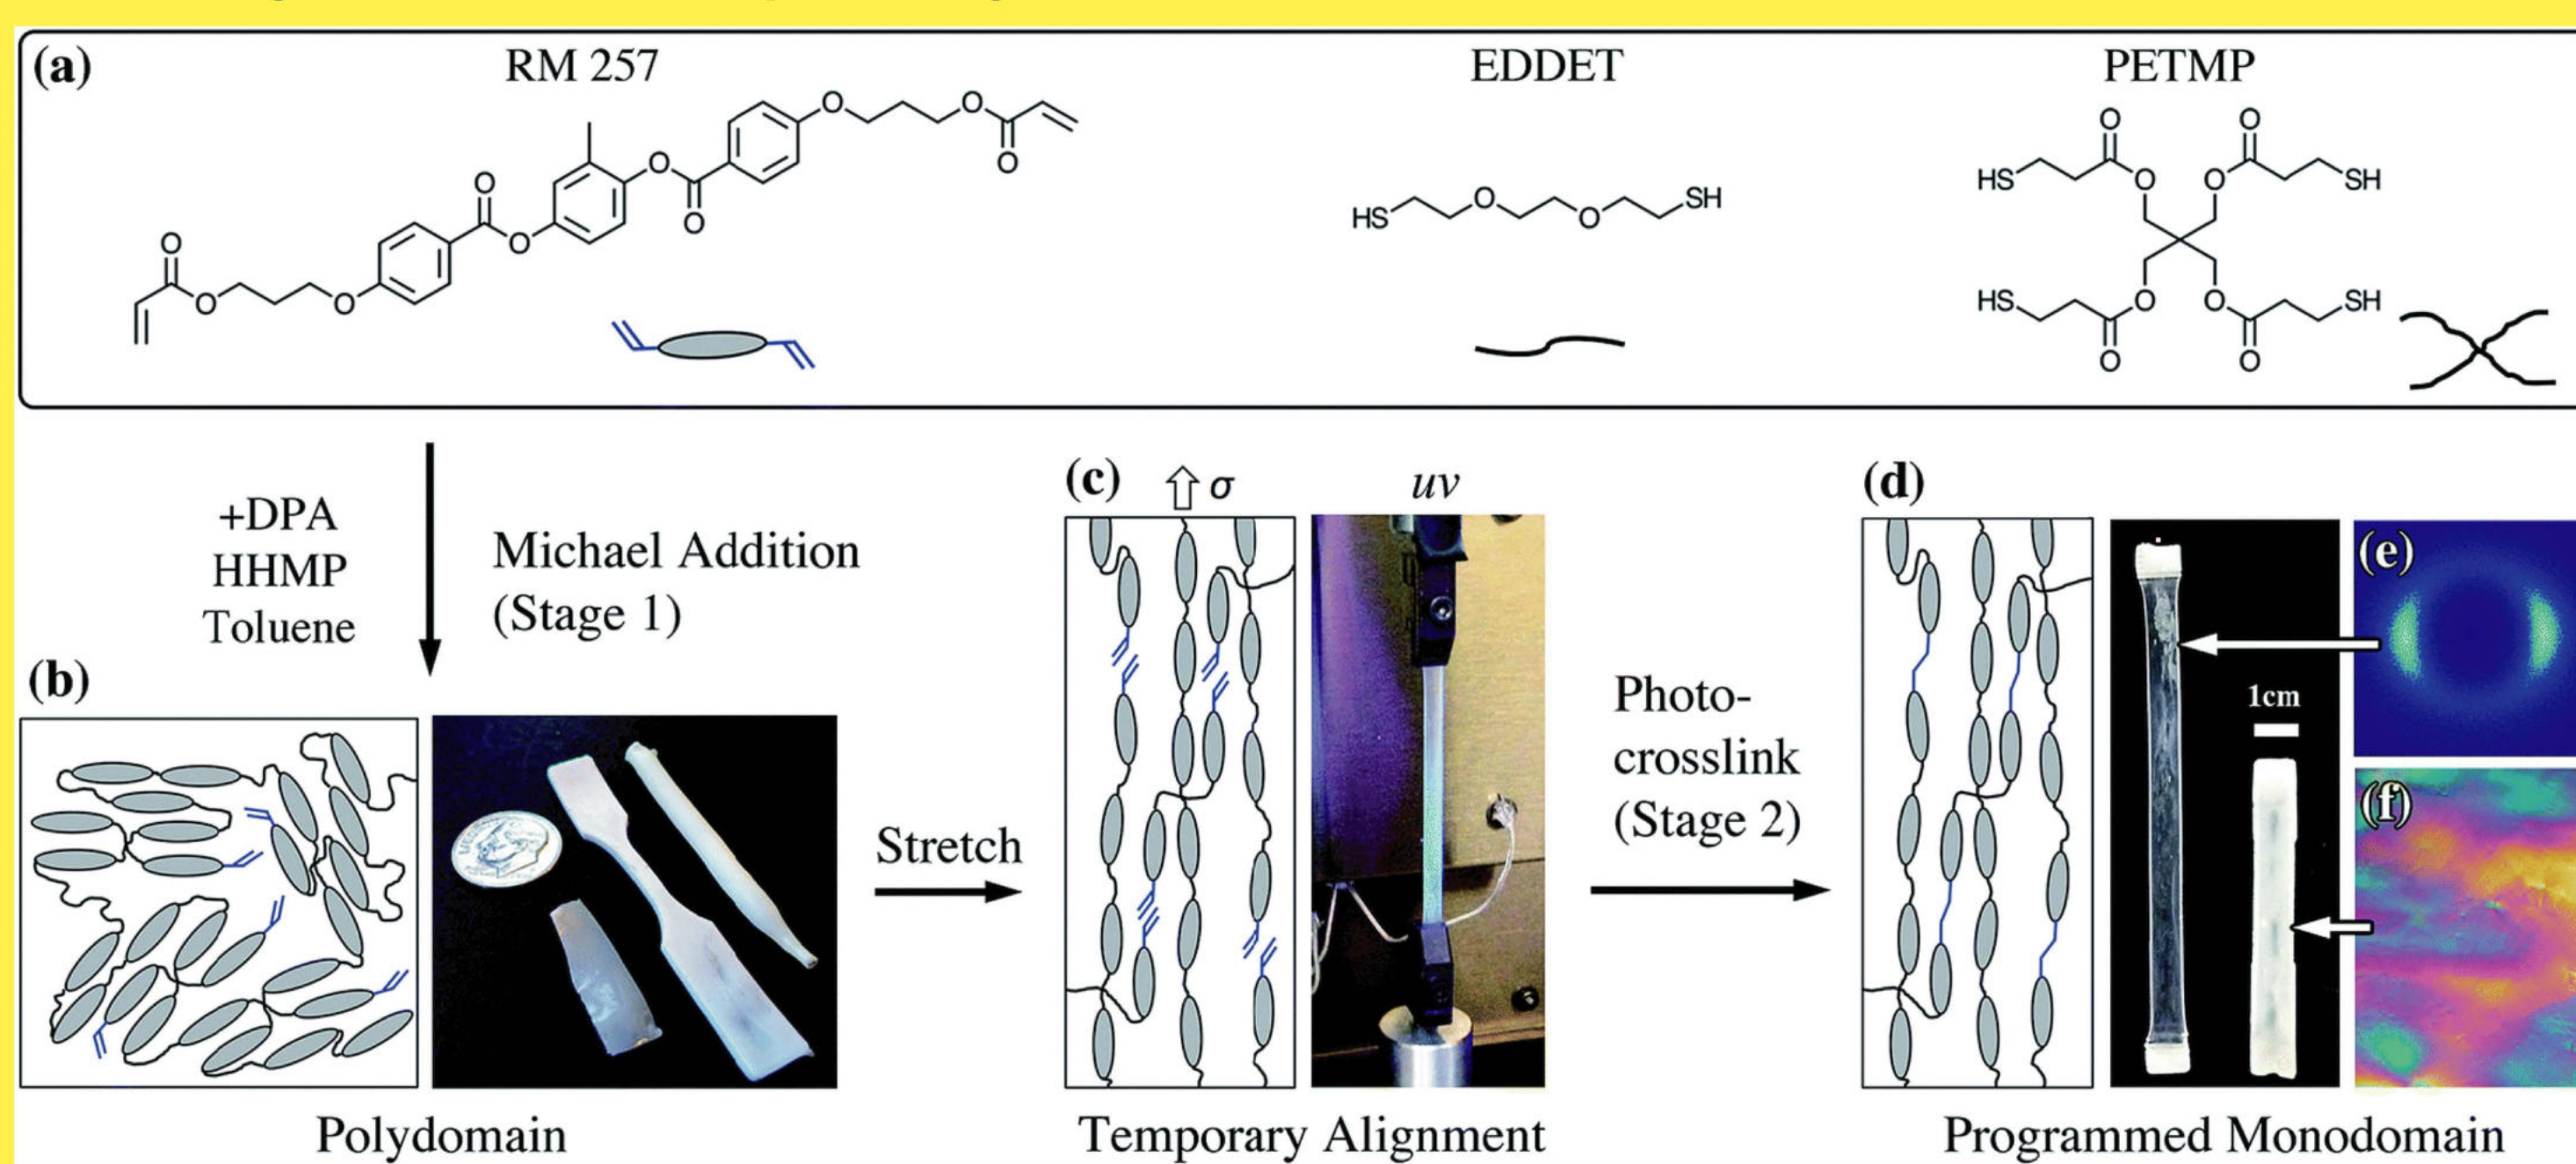 (a)
RM 257
EDDET
PETMP
O
O
O
O
O
O
O
O
O
O
HS
O
O
SH
O
O
HS
O
O
SH
HS
O
O
SH
O
O
+DPA
HHMP
Toluene
Michael Addition
(Stage 1)
(b)
Polydomain
Stretch
(c)
σ
uv
Temporary Alignment
Photo-
crosslink
(Stage 2)
(d)
1cm
(e)
(f)
Programmed Monodomain